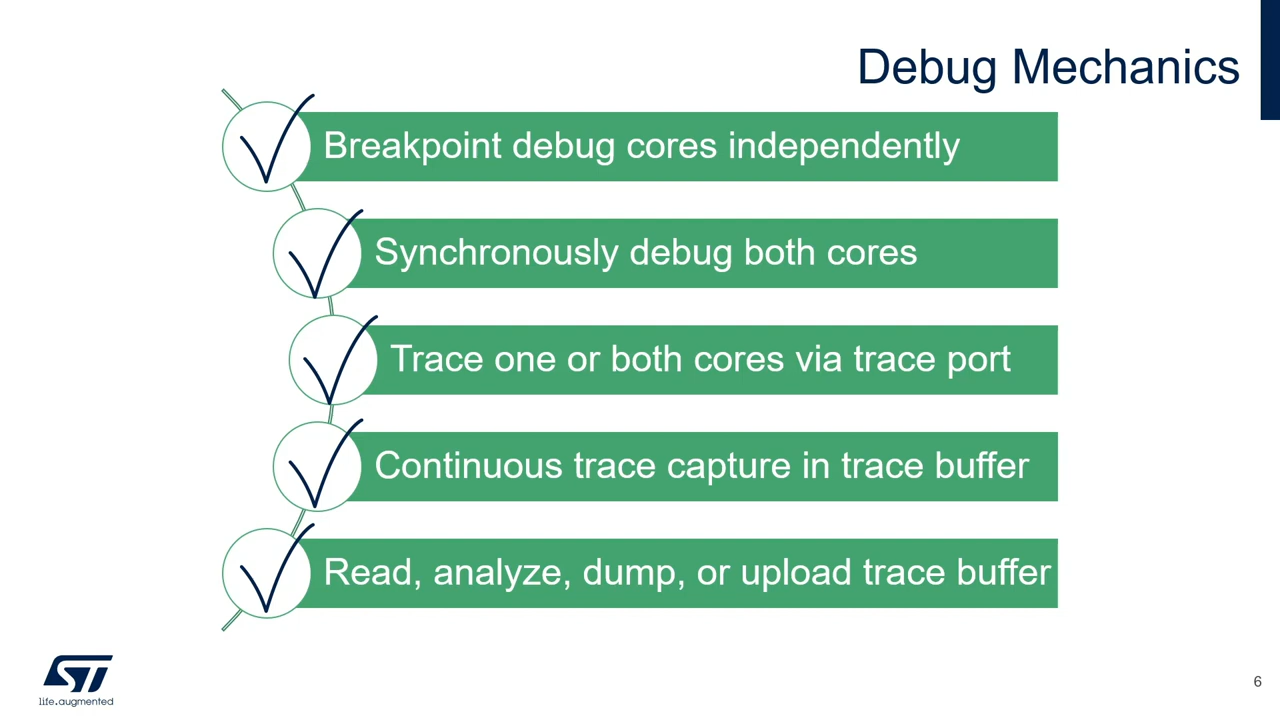 Debug Mechanics
Breakpoint debug cores independently
Synchronously debug both cores
Trace one or both cores via trace port
Continuous trace capture in trace buffer
Read, analyze, dump, or upload trace buffer
ST
life.augmented
6